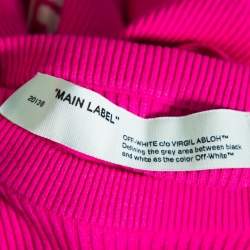 "MAIN LABEL"
OFF-WHITE c/o VIRGIL ABLOH™
Defining the grey area between black
and white as the color Off-White™